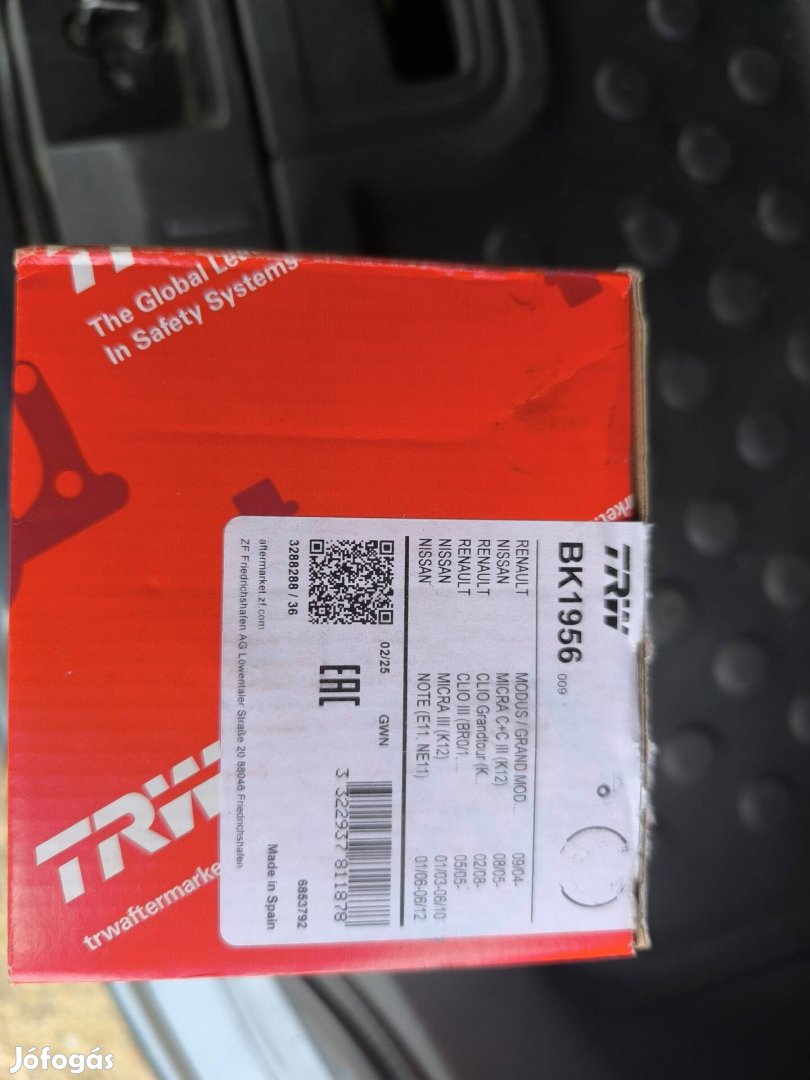 The Global
In Safety Systems
TRW
BK1956 009
RENAULT MODUS / GRAND MOD... 09/04-
NISSAN MICRA C+C III (K12) 08/05-
RENAULT CLIO Grandtour (K... 02/08-
RENAULT CLIO III (BR0/1, ... 05/05-
NISSAN MICRA III (K12) 01/03-06/10
NISSAN NOTE (E11, NE11) 01/06-06/12
02/25 GWN
EAC
3 322937 811878
3288288 / 36
6853792
Made in Spain
aftermarket.zf.com
ZF Friedrichshafen AG Löwentaler Straße 20 88046 Friedrichshafen
TRW
trwaftermarke
Jófogás